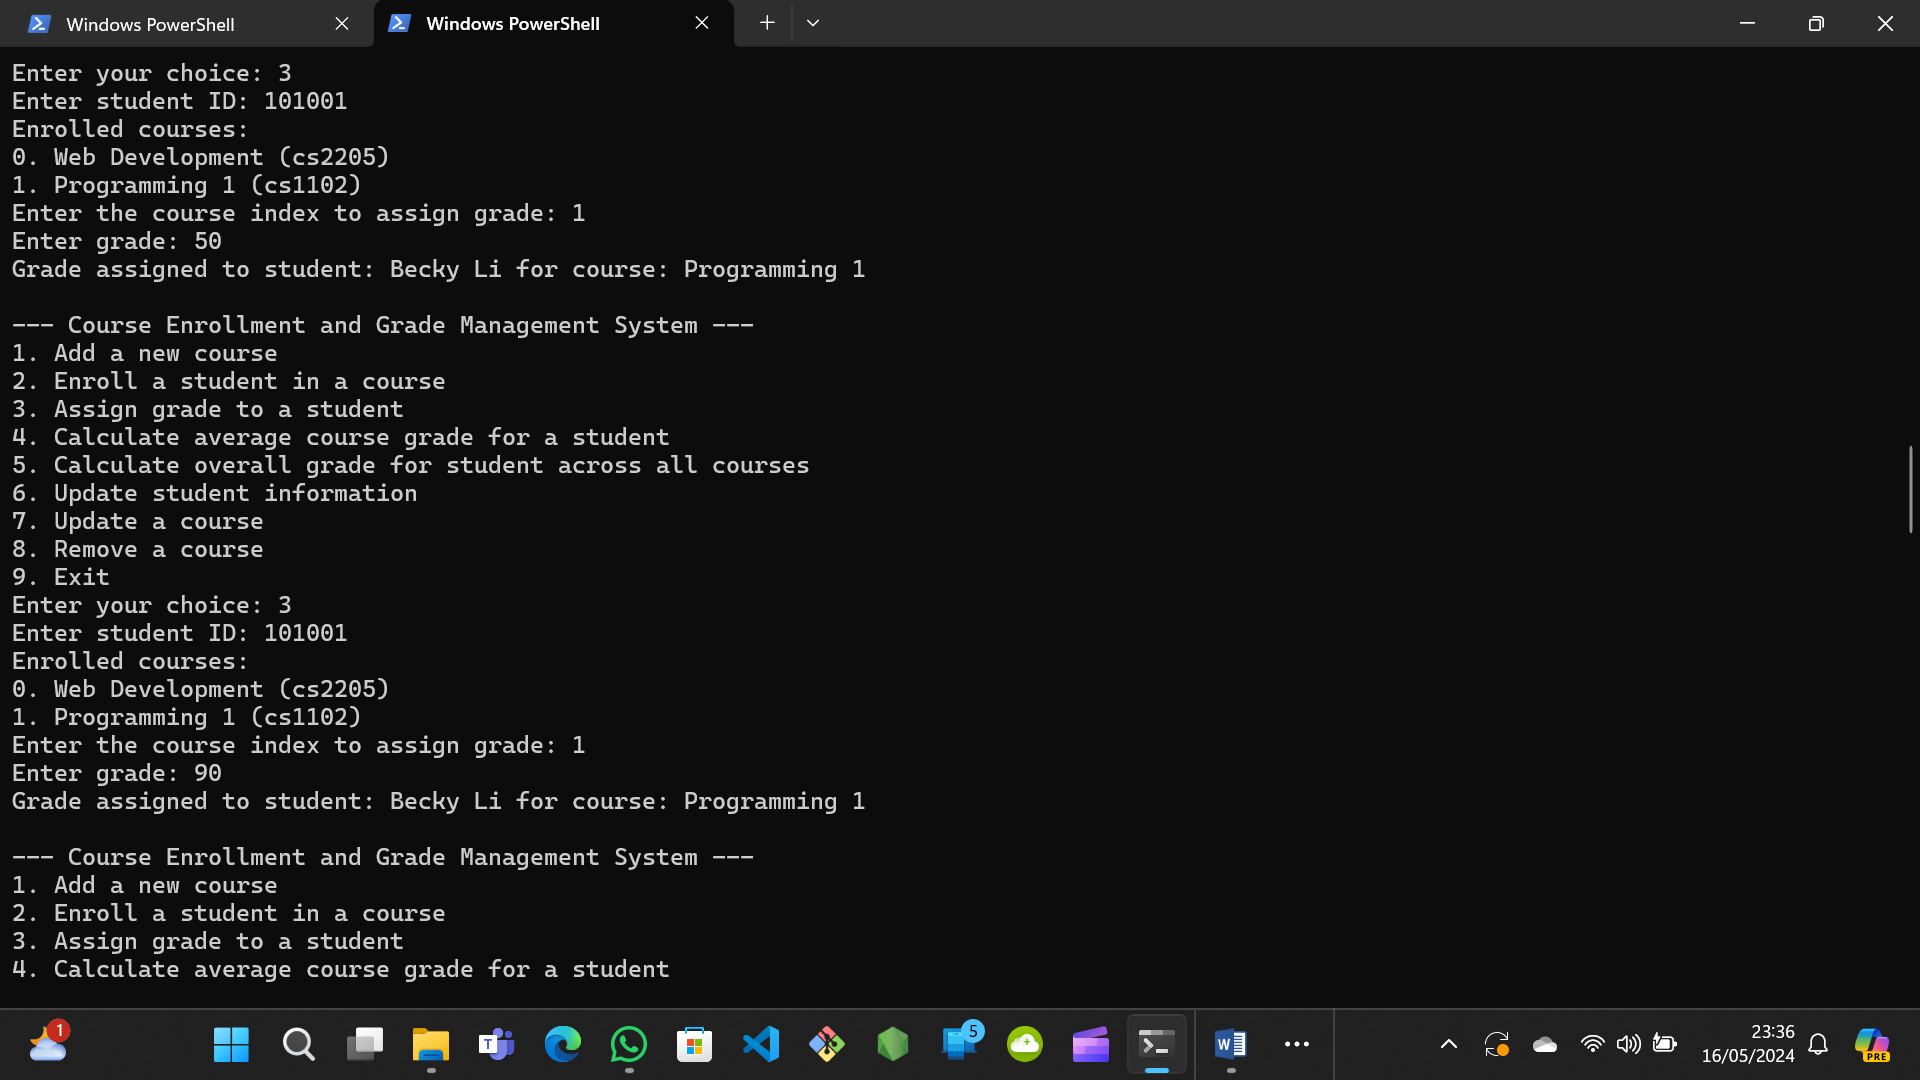 Windows PowerShell
Windows PowerShell
Enter your choice: 3
Enter student ID: 101001
Enrolled courses:
0. Web Development (cs2205)
1. Programming 1 (cs1102)
Enter the course index to assign grade: 1
Enter grade: 50
Grade assigned to student: Becky Li for course: Programming 1
--- Course Enrollment and Grade Management System ---
1. Add a new course
2. Enroll a student in a course
3. Assign grade to a student
4. Calculate average course grade for a student
5. Calculate overall grade for student across all courses
6. Update student information
7. Update a course
8. Remove a course
9. Exit
Enter your choice: 3
Enter student ID: 101001
Enrolled courses:
0. Web Development (cs2205)
1. Programming 1 (cs1102)
Enter the course index to assign grade: 1
Enter grade: 90
Grade assigned to student: Becky Li for course: Programming 1
--- Course Enrollment and Grade Management System ---
1. Add a new course
2. Enroll a student in a course
3. Assign grade to a student
4. Calculate average course grade for a student
1
T
5
W
23:36
16/05/2024
PRE